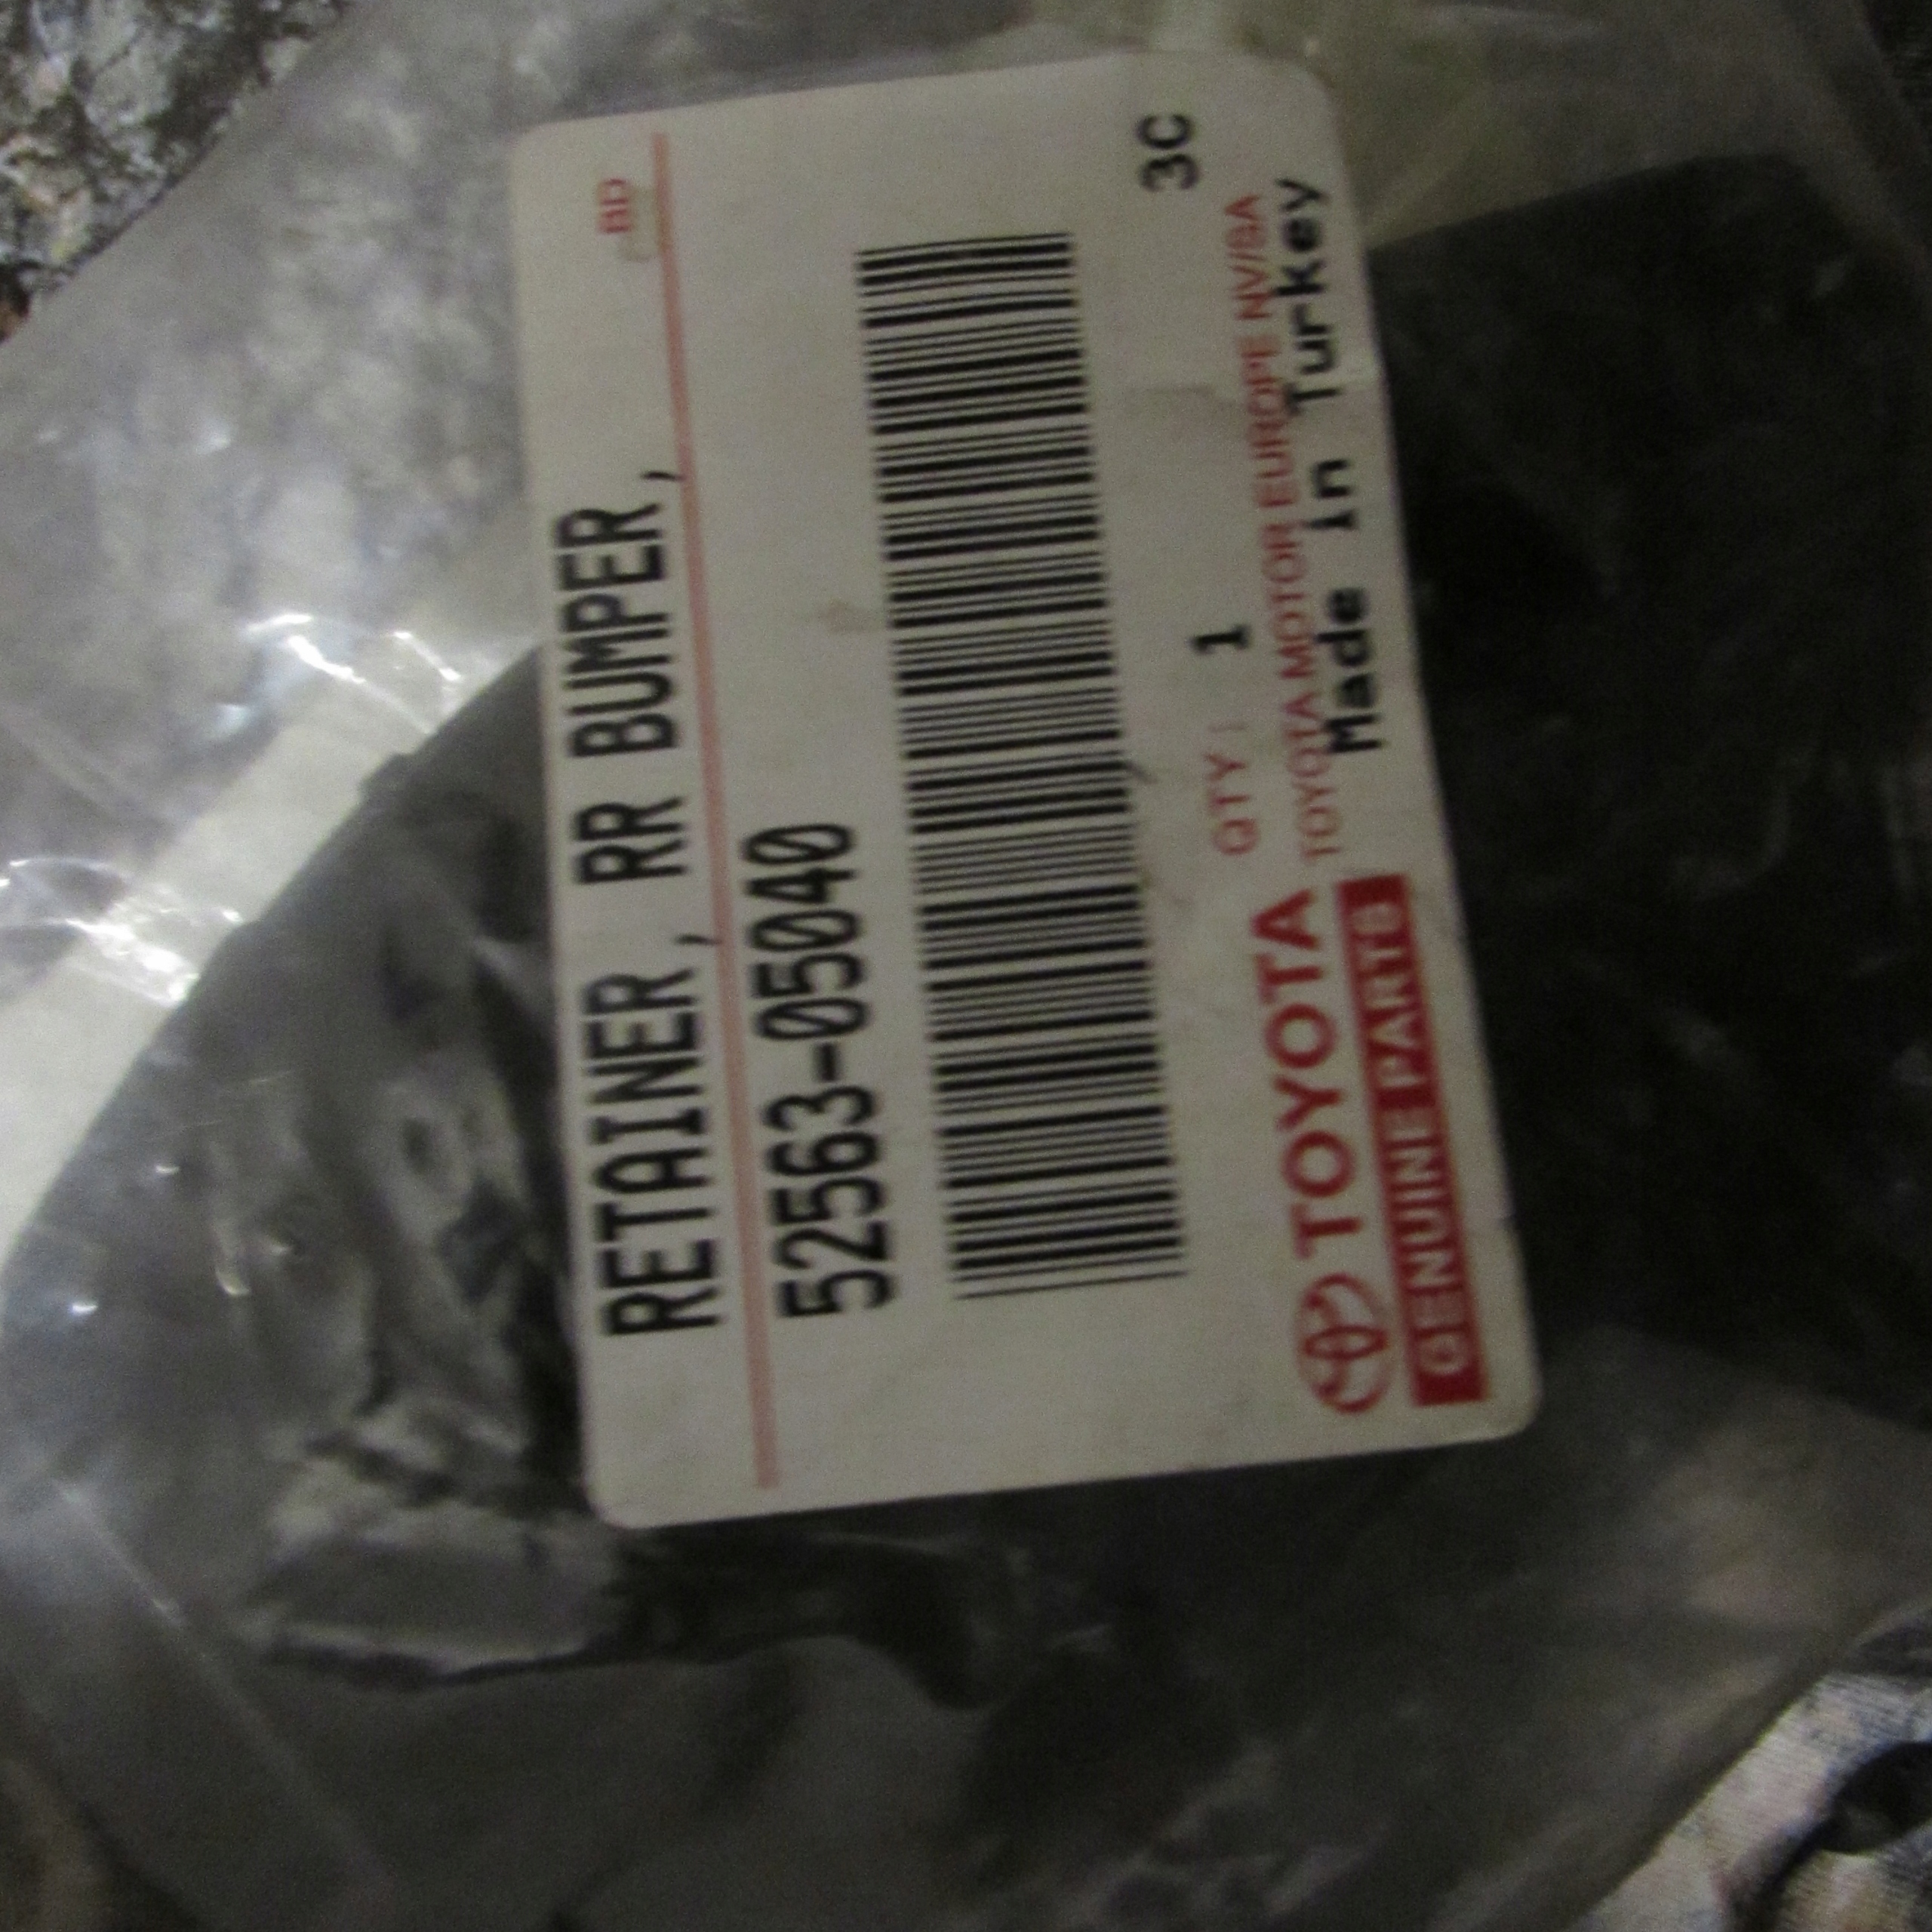 BD
RETAINER, RR BUMPER,
52563-05040
3C
QTY: 1
TOYOTA MOTOR EUROPE NV/SA
TOYOTA
Made in Turkey
GENUINE PARTS